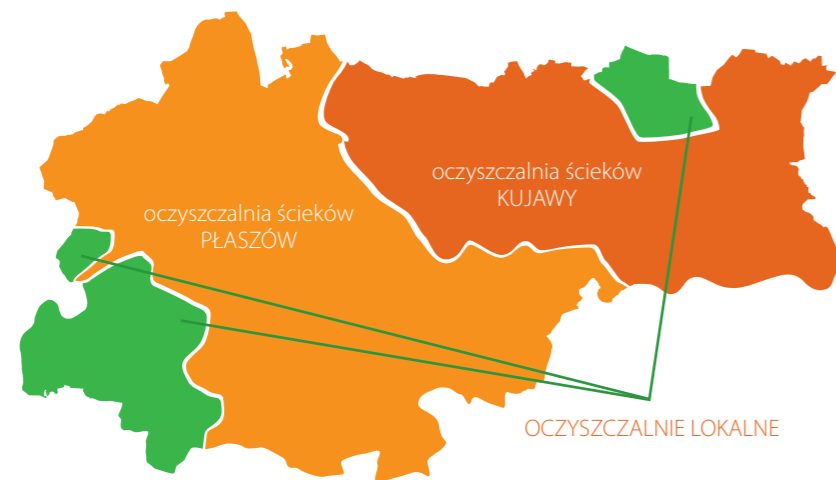 oczyszczalnia ścieków
KUJAWY
oczyszczalnia ścieków
PŁASZÓW
OCZYSZCZALNIE LOKALNE